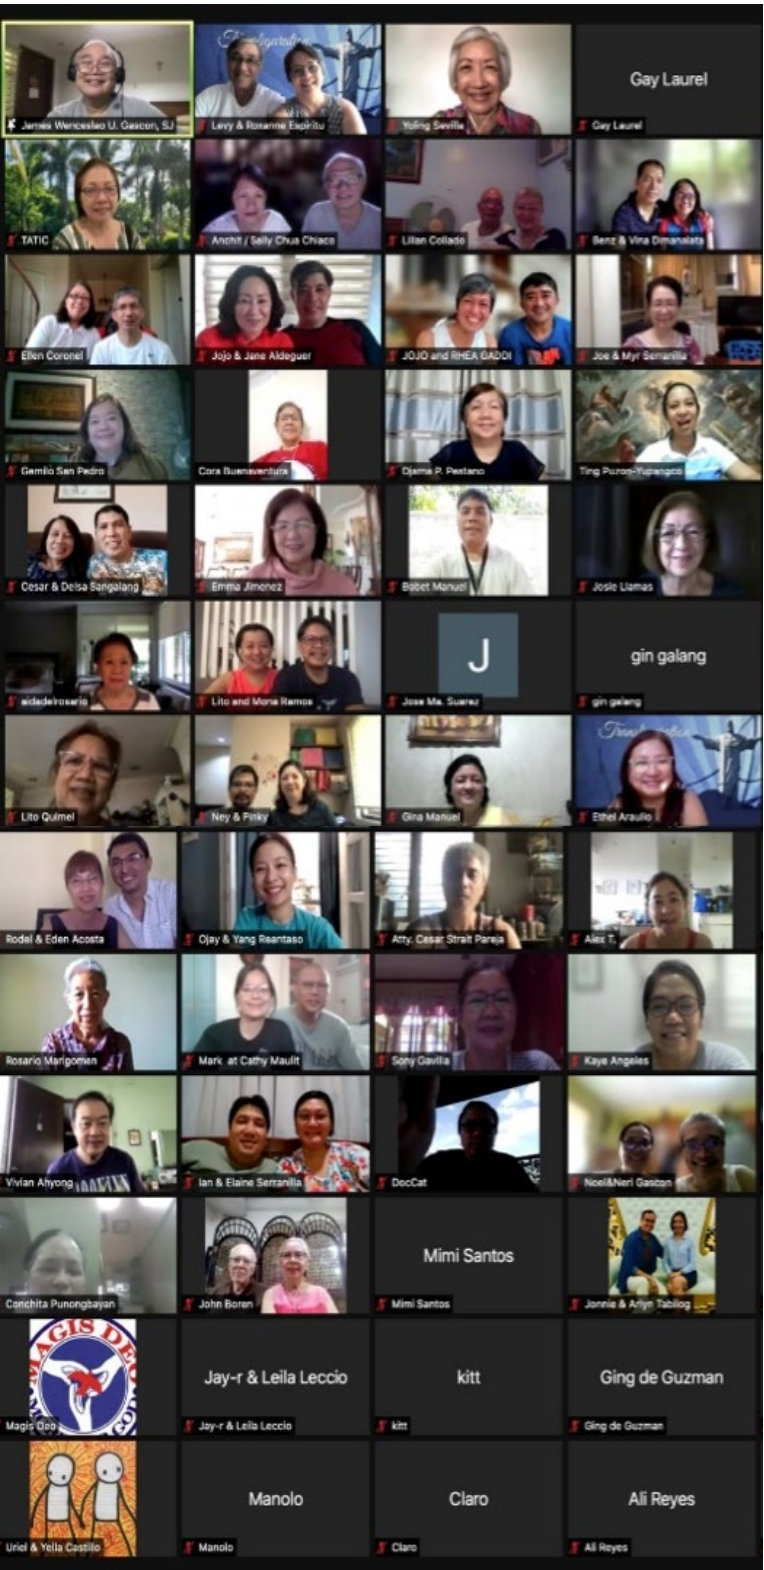 James Wenceslao U. Gascon, SJ
Transfiguration
Levy & Roxanne Espiritu
Yoling Sevilla
Gay Laurel
Gay Laurel
TATIC
Anchit / Sally Chua Chiaco
Lilian Collado
Benz & Vina Dimanalata
Ellen Coronel
Jojo & Jane Aldeguer
JOJO and RHEA GADDI
Joe & Myr Serranilla
Gemilo San Pedro
Cora Buenaventura
Djama P. Pestano
Ting Puzon-Yupangco
Cesar & Delsa Sangalang
Emma Jimenez
Bobet Manuel
Josie Llamas
aidadelrosario
Lito and Mona Ramos
J
Jose Ma. Suarez
gin galang
gin galang
Lito Quimel
Ney & Pinky
Gina Manuel
Transfiguration
Ethel Araullo
Rodel & Eden Acosta
Ojay & Yang Reantaso
Atty. Cesar Strait Pareja
Alex T.
Rosario Marigomen
Mark at Cathy Maulit
Sony Gavilla
Kaye Angeles
Vivian Ahyong
Ian & Elaine Serranilla
DocCat
Noel&Neri Gascon
Conchita Punongbayan
John Boren
Mimi Santos
Mimi Santos
Jonnie & Arlyn Tabilog
MAGIS DEO
Magis Deo
Jay-r & Leila Leccio
Jay-r & Leila Leccio
kitt
kitt
Ging de Guzman
Ging de Guzman
Uriel & Yella Castillo
Manolo
Manolo
Claro
Claro
Ali Reyes
Ali Reyes